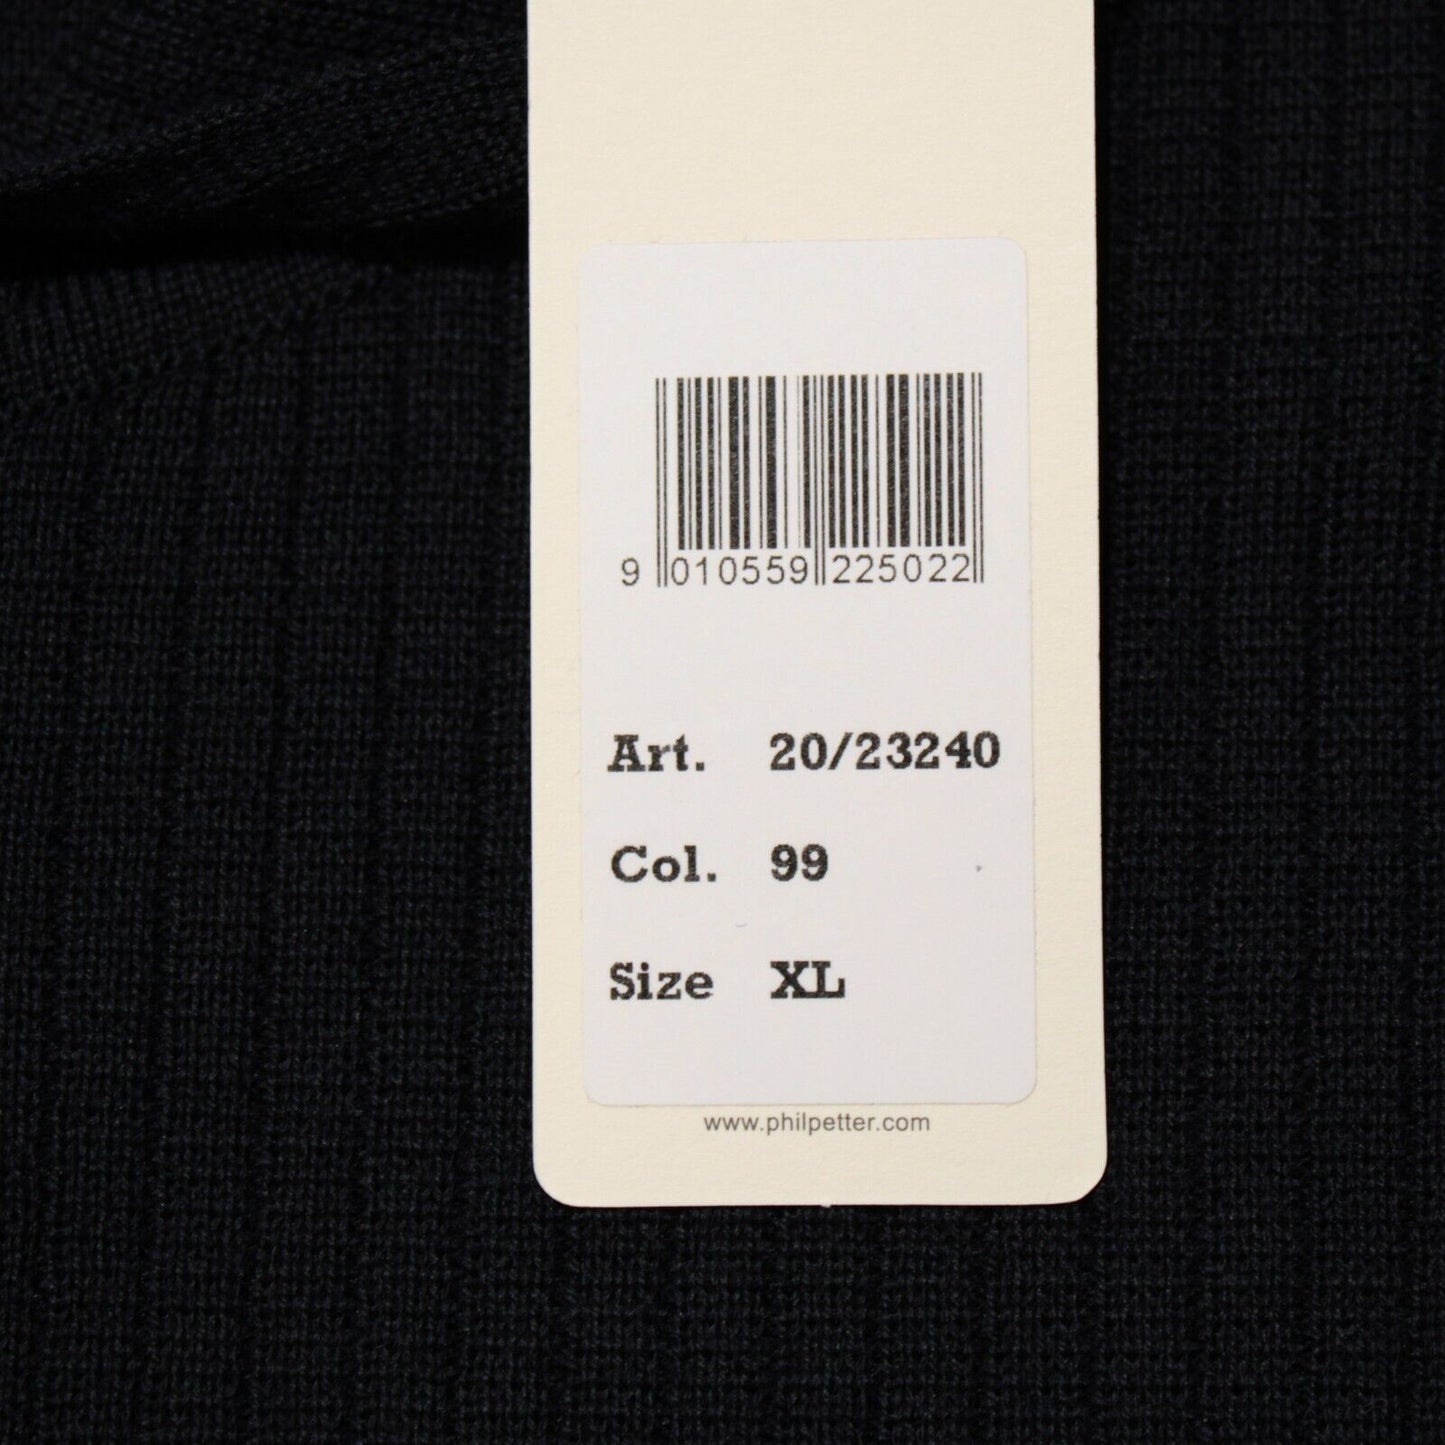 9 010559 225022
Art. 20/23240
Col. 99
Size XL
www.philpetter.com